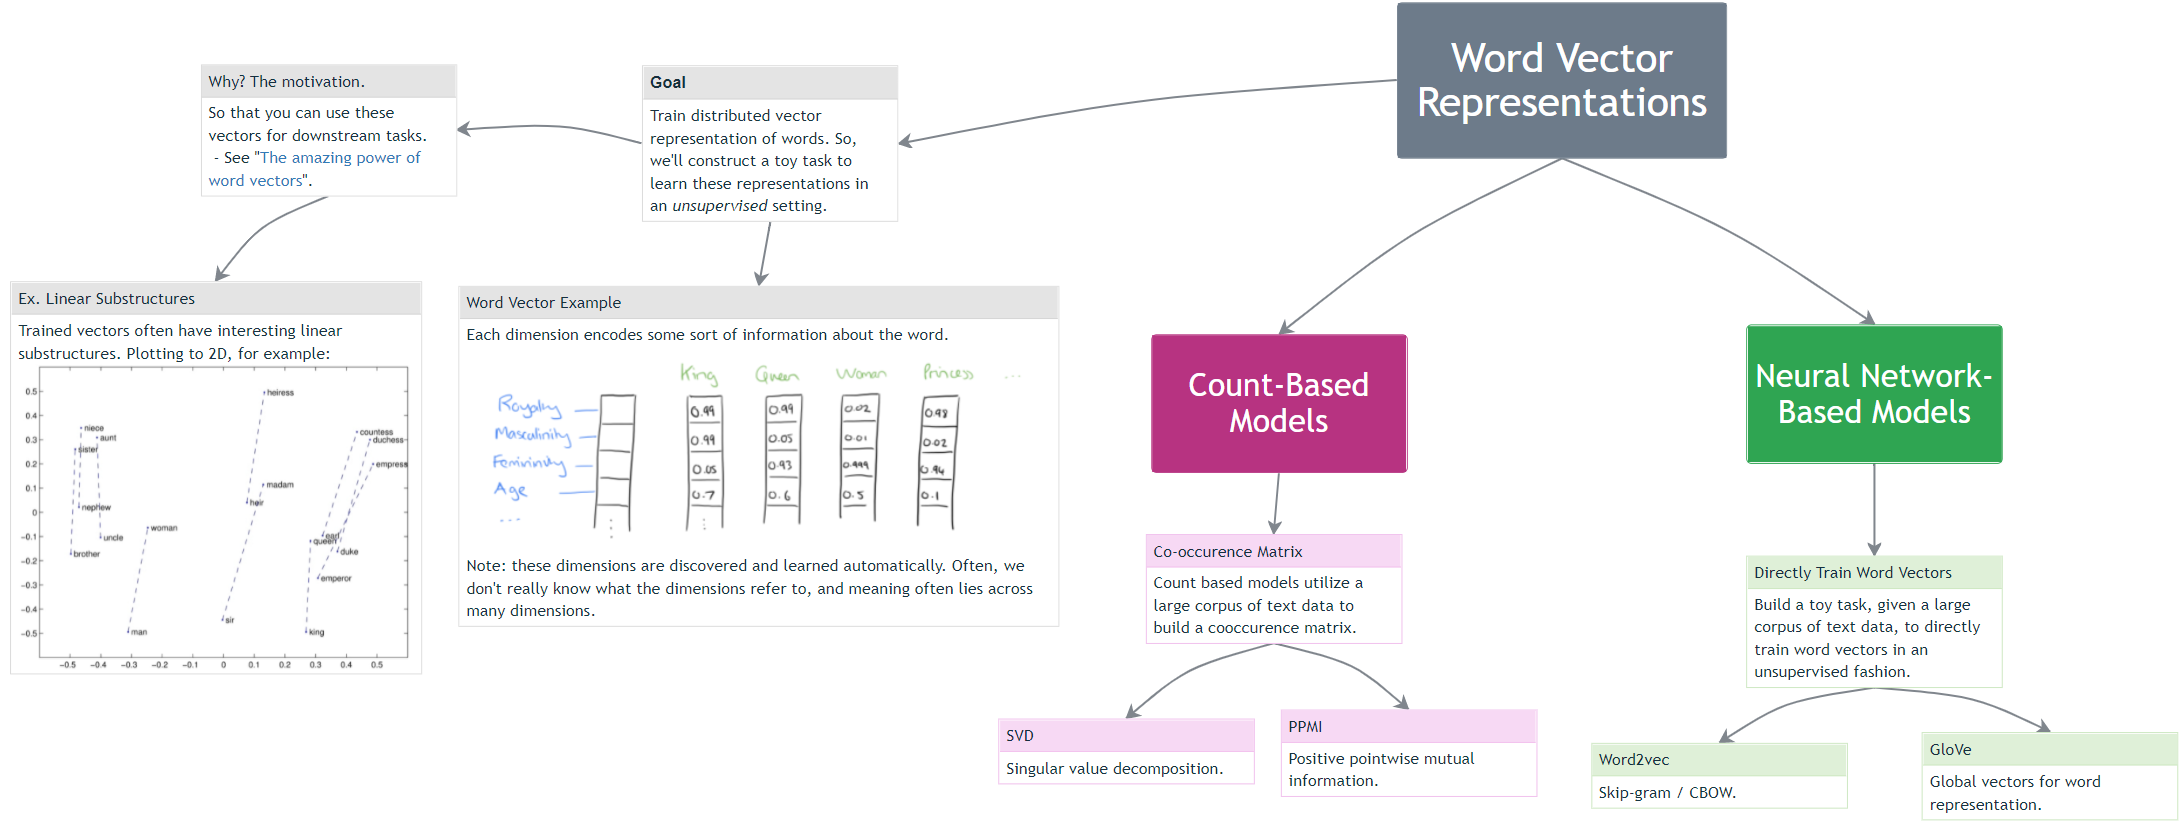 Word Vector
Representations
Why? The motivation.
So that you can use these
vectors for downstream tasks.
- See "The amazing power of
word vectors".
Goal
Train distributed vector
representation of words. So,
we'll construct a toy task to
learn these representations in
an unsupervised setting.
Ex. Linear Substructures
Trained vectors often have interesting linear
substructures. Plotting to 2D, for example:
0.5
0.4
0.3
0.2
0.1
0
-0.1
-0.2
-0.3
-0.4
-0.5
heiress
niece
aunt
sister
countess
duchess
empress
madam
heir
nephew
woman
uncle
earl
queen
duke
brother
emperor
sir
man
king
-0.5 -0.4 -0.3 -0.2 -0.1 0 0.1 0.2 0.3 0.4 0.5
Word Vector Example
Each dimension encodes some sort of information about the word.
King Queen Woman Princess ...
Royalty 0.99 0.99 0.02 0.98
Masculinity 0.99 0.05 0.01 0.02
Femininity 0.05 0.93 0.999 0.94
Age 0.7 0.6 0.5 0.1
...
Note: these dimensions are discovered and learned automatically. Often, we
don't really know what the dimensions refer to, and meaning often lies across
many dimensions.
Count-Based
Models
Co-occurence Matrix
Count based models utilize a
large corpus of text data to
build a cooccurence matrix.
SVD
Singular value decomposition.
PPMI
Positive pointwise mutual
information.
Neural Network-
Based Models
Directly Train Word Vectors
Build a toy task, given a large
corpus of text data, to directly
train word vectors in an
unsupervised fashion.
Word2vec
Skip-gram / CBOW.
GloVe
Global vectors for word
representation.